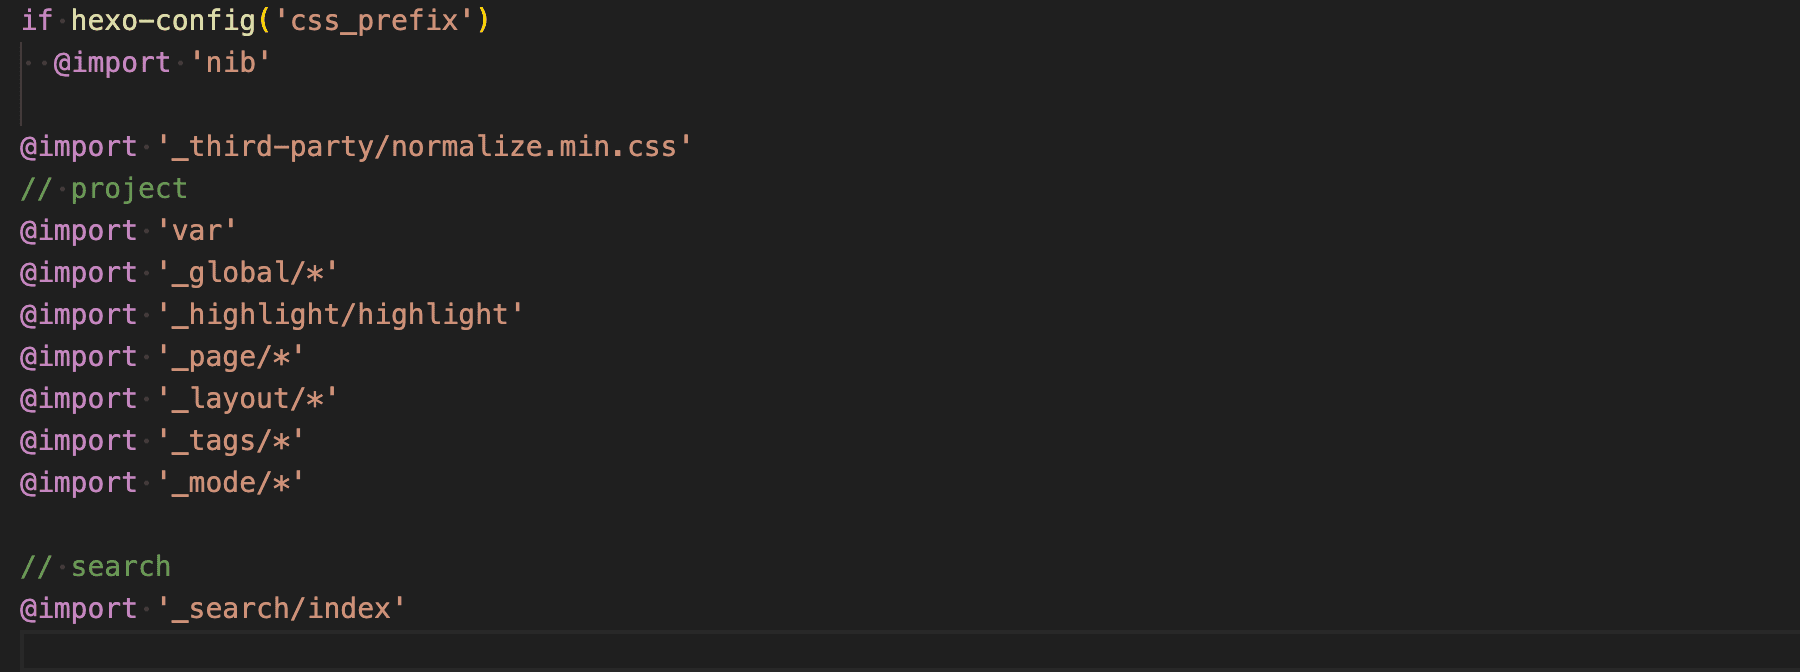 if hexo-config('css_prefix')
  @import 'nib'

@import '_third-party/normalize.min.css'
// project
@import 'var'
@import '_global/*'
@import '_highlight/highlight'
@import '_page/*'
@import '_layout/*'
@import '_tags/*'
@import '_mode/*'

// search
@import '_search/index'